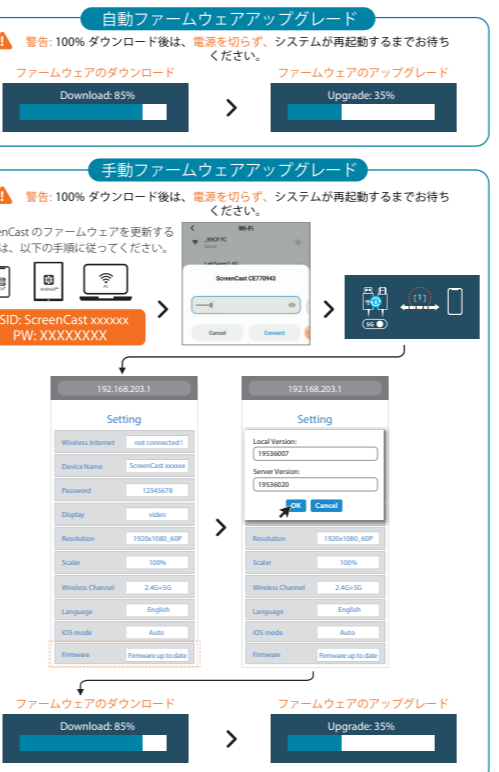 自動ファームウェアアップグレード
警告: 100% ダウンロード後は、電源を切らず、システムが再起動するまでお待ち
ください。
ファームウェアのダウンロード
ファームウェアのアップグレード
Download: 85%
Upgrade: 35%
手動ファームウェアアップグレード
警告: 100% ダウンロード後は、電源を切らず、システムが再起動するまでお待ち
ください。
enCast のファームウェアを更新する
は、以下の手順に従ってください。
Android
PC
SID: ScreenCast xxxxxx
PW: XXXXXXXX
Wi-Fi
_89CF7C
Saved
ScreenCast CE770943
Cancel
Connect
5G
[1]
192.168.203.1
Setting
Wireless Internet not connected !
Device Name ScreenCast xxxxxx
Password 12345678
Display video
Resolution 1920x1080_60P
Scaler 100%
Wireless Channel 2.4G+5G
Language English
iOS mode Auto
Firmware Firmware up to date
192.168.203.1
Setting
Local Version:
19536007
Server Version:
19536020
OK Cancel
Resolution 1920x1080_60P
Scaler 100%
Wireless Channel 2.4G+5G
Language English
iOS mode Auto
Firmware Firmware up to date
ファームウェアのダウンロード
ファームウェアのアップグレード
Download: 85%
Upgrade: 35%